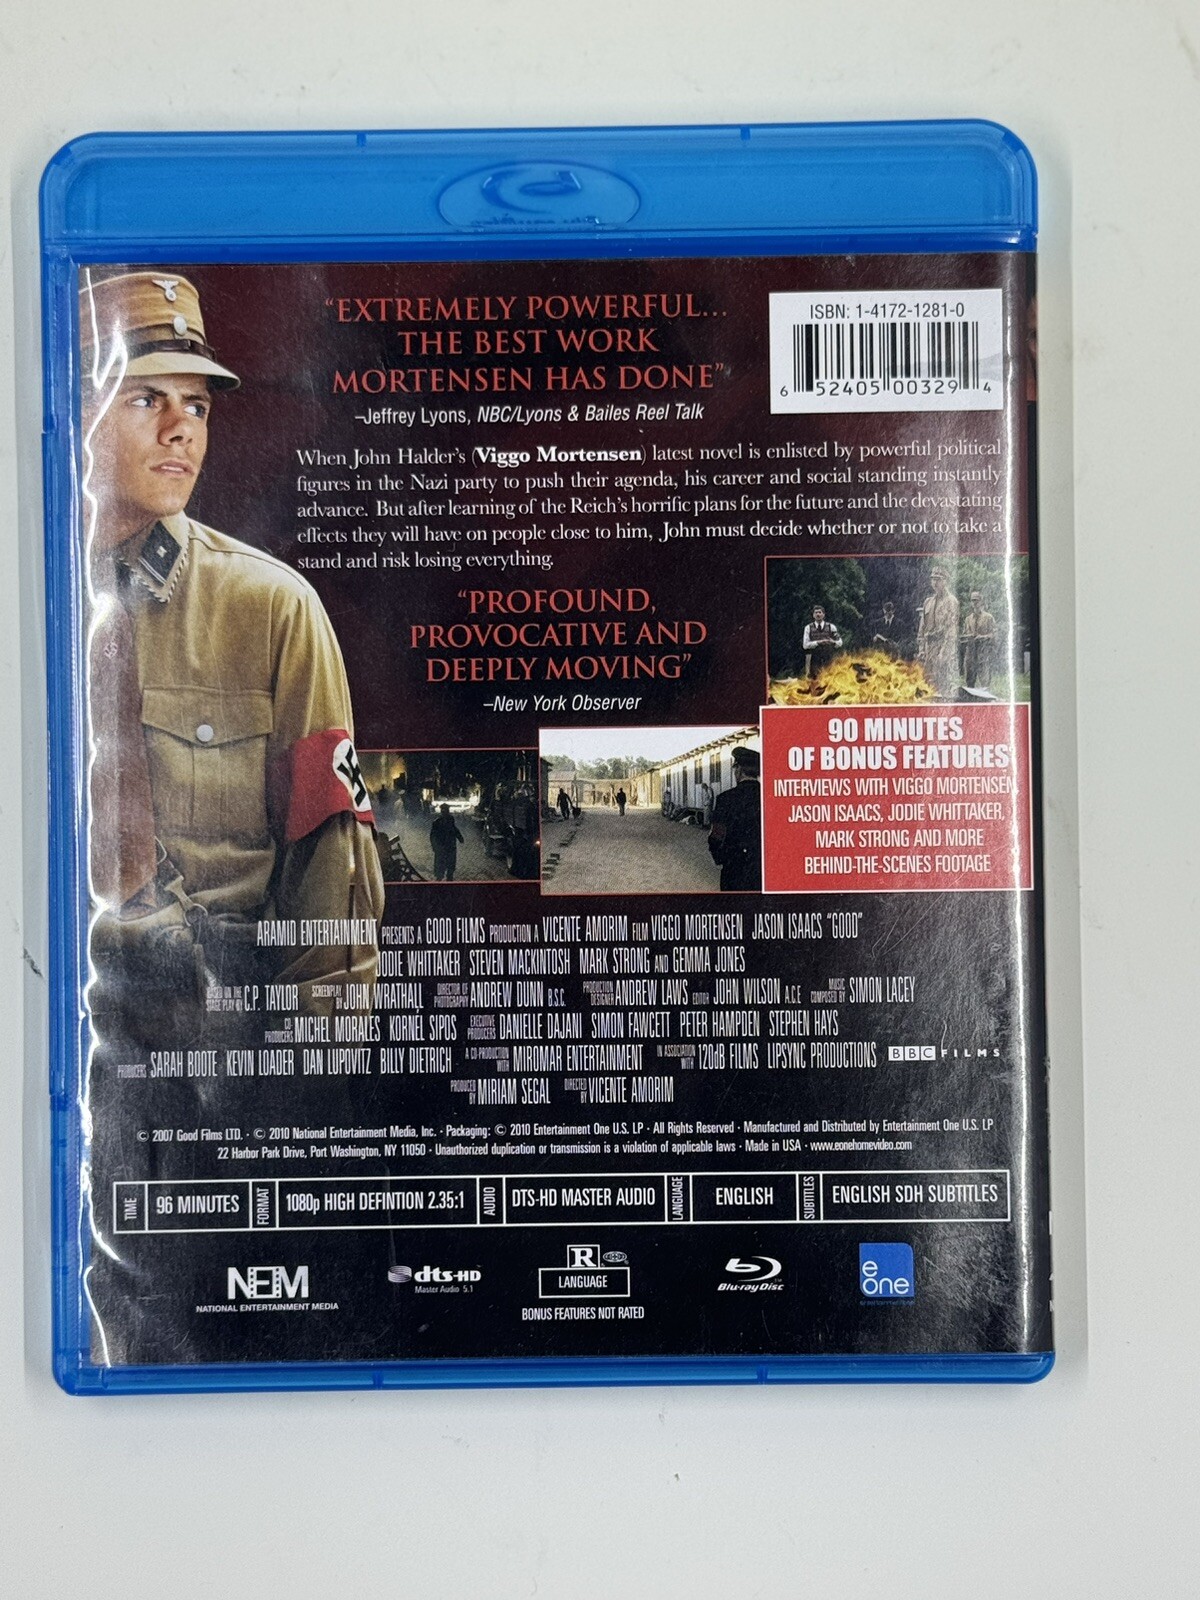 "EXTREMELY POWERFUL...
THE BEST WORK
MORTENSEN HAS DONE"
–Jeffrey Lyons, NBC/Lyons & Bailes Reel Talk
ISBN: 1-4172-1281-0
6 52405 00329 4
When John Halder's (Viggo Mortensen) latest novel is enlisted by powerful political
figures in the Nazi party to push their agenda, his career and social standing instantly
advance. But after learning of the Reich's horrific plans for the future and the devastating
effects they will have on people close to him, John must decide whether or not to take a
stand and risk losing everything.
"PROFOUND,
PROVOCATIVE AND
DEEPLY MOVING"
–New York Observer
90 MINUTES
OF BONUS FEATURES
INTERVIEWS WITH VIGGO MORTENSEN,
JASON ISAACS, JODIE WHITTAKER,
MARK STRONG AND MORE
BEHIND-THE-SCENES FOOTAGE
ARAMID ENTERTAINMENT PRESENTS A GOOD FILMS PRODUCTION A VICENTE AMORIM FILM VIGGO MORTENSEN JASON ISAACS "GOOD"
JODIE WHITTAKER STEVEN MACKINTOSH MARK STRONG AND GEMMA JONES
BASED ON THE STAGE PLAY BY C.P. TAYLOR SCREENPLAY BY JOHN WRATHALL DIRECTOR OF PHOTOGRAPHY ANDREW DUNN B.S.C. PRODUCTION DESIGNER ANDREW LAWS EDITOR JOHN WILSON A.C.E MUSIC COMPOSED BY SIMON LACEY
CO PRODUCERS MICHEL MORALES KORNÉL SIPOS EXECUTIVE PRODUCERS DANIELLE DAJANI SIMON FAWCETT PETER HAMPDEN STEPHEN HAYS
PRODUCERS SARAH BOOTE KEVIN LOADER DAN LUPOVITZ BILLY DIETRICH A CO-PRODUCTION WITH MIROMAR ENTERTAINMENT IN ASSOCIATION WITH 120dB FILMS LIPSYNC PRODUCTIONS BBC FILMS
PRODUCED BY MIRIAM SEGAL DIRECTED BY VICENTE AMORIM
© 2007 Good Films LTD. · © 2010 National Entertainment Media, Inc. · Packaging: © 2010 Entertainment One U.S. LP · All Rights Reserved · Manufactured and Distributed by Entertainment One U.S. LP
22 Harbor Park Drive, Port Washington, NY 11050 · Unauthorized duplication or transmission is a violation of applicable laws · Made in USA · www.eonehomevideo.com
TIME 96 MINUTES FORMAT 1080p HIGH DEFINTION 2.35:1 AUDIO DTS-HD MASTER AUDIO LANGUAGE ENGLISH SUBTITLES ENGLISH SDH SUBTITLES
NEM
NATIONAL ENTERTAINMENT MEDIA
dts-HD
Master Audio 5.1
R
LANGUAGE
BONUS FEATURES NOT RATED
Blu-ray Disc
e one